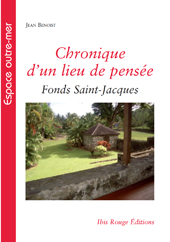 Espace outre-mer
JEAN BENOIST
Chronique
d'un lieu de pensée
Fonds Saint-Jacques
Ibis Rouge Éditions